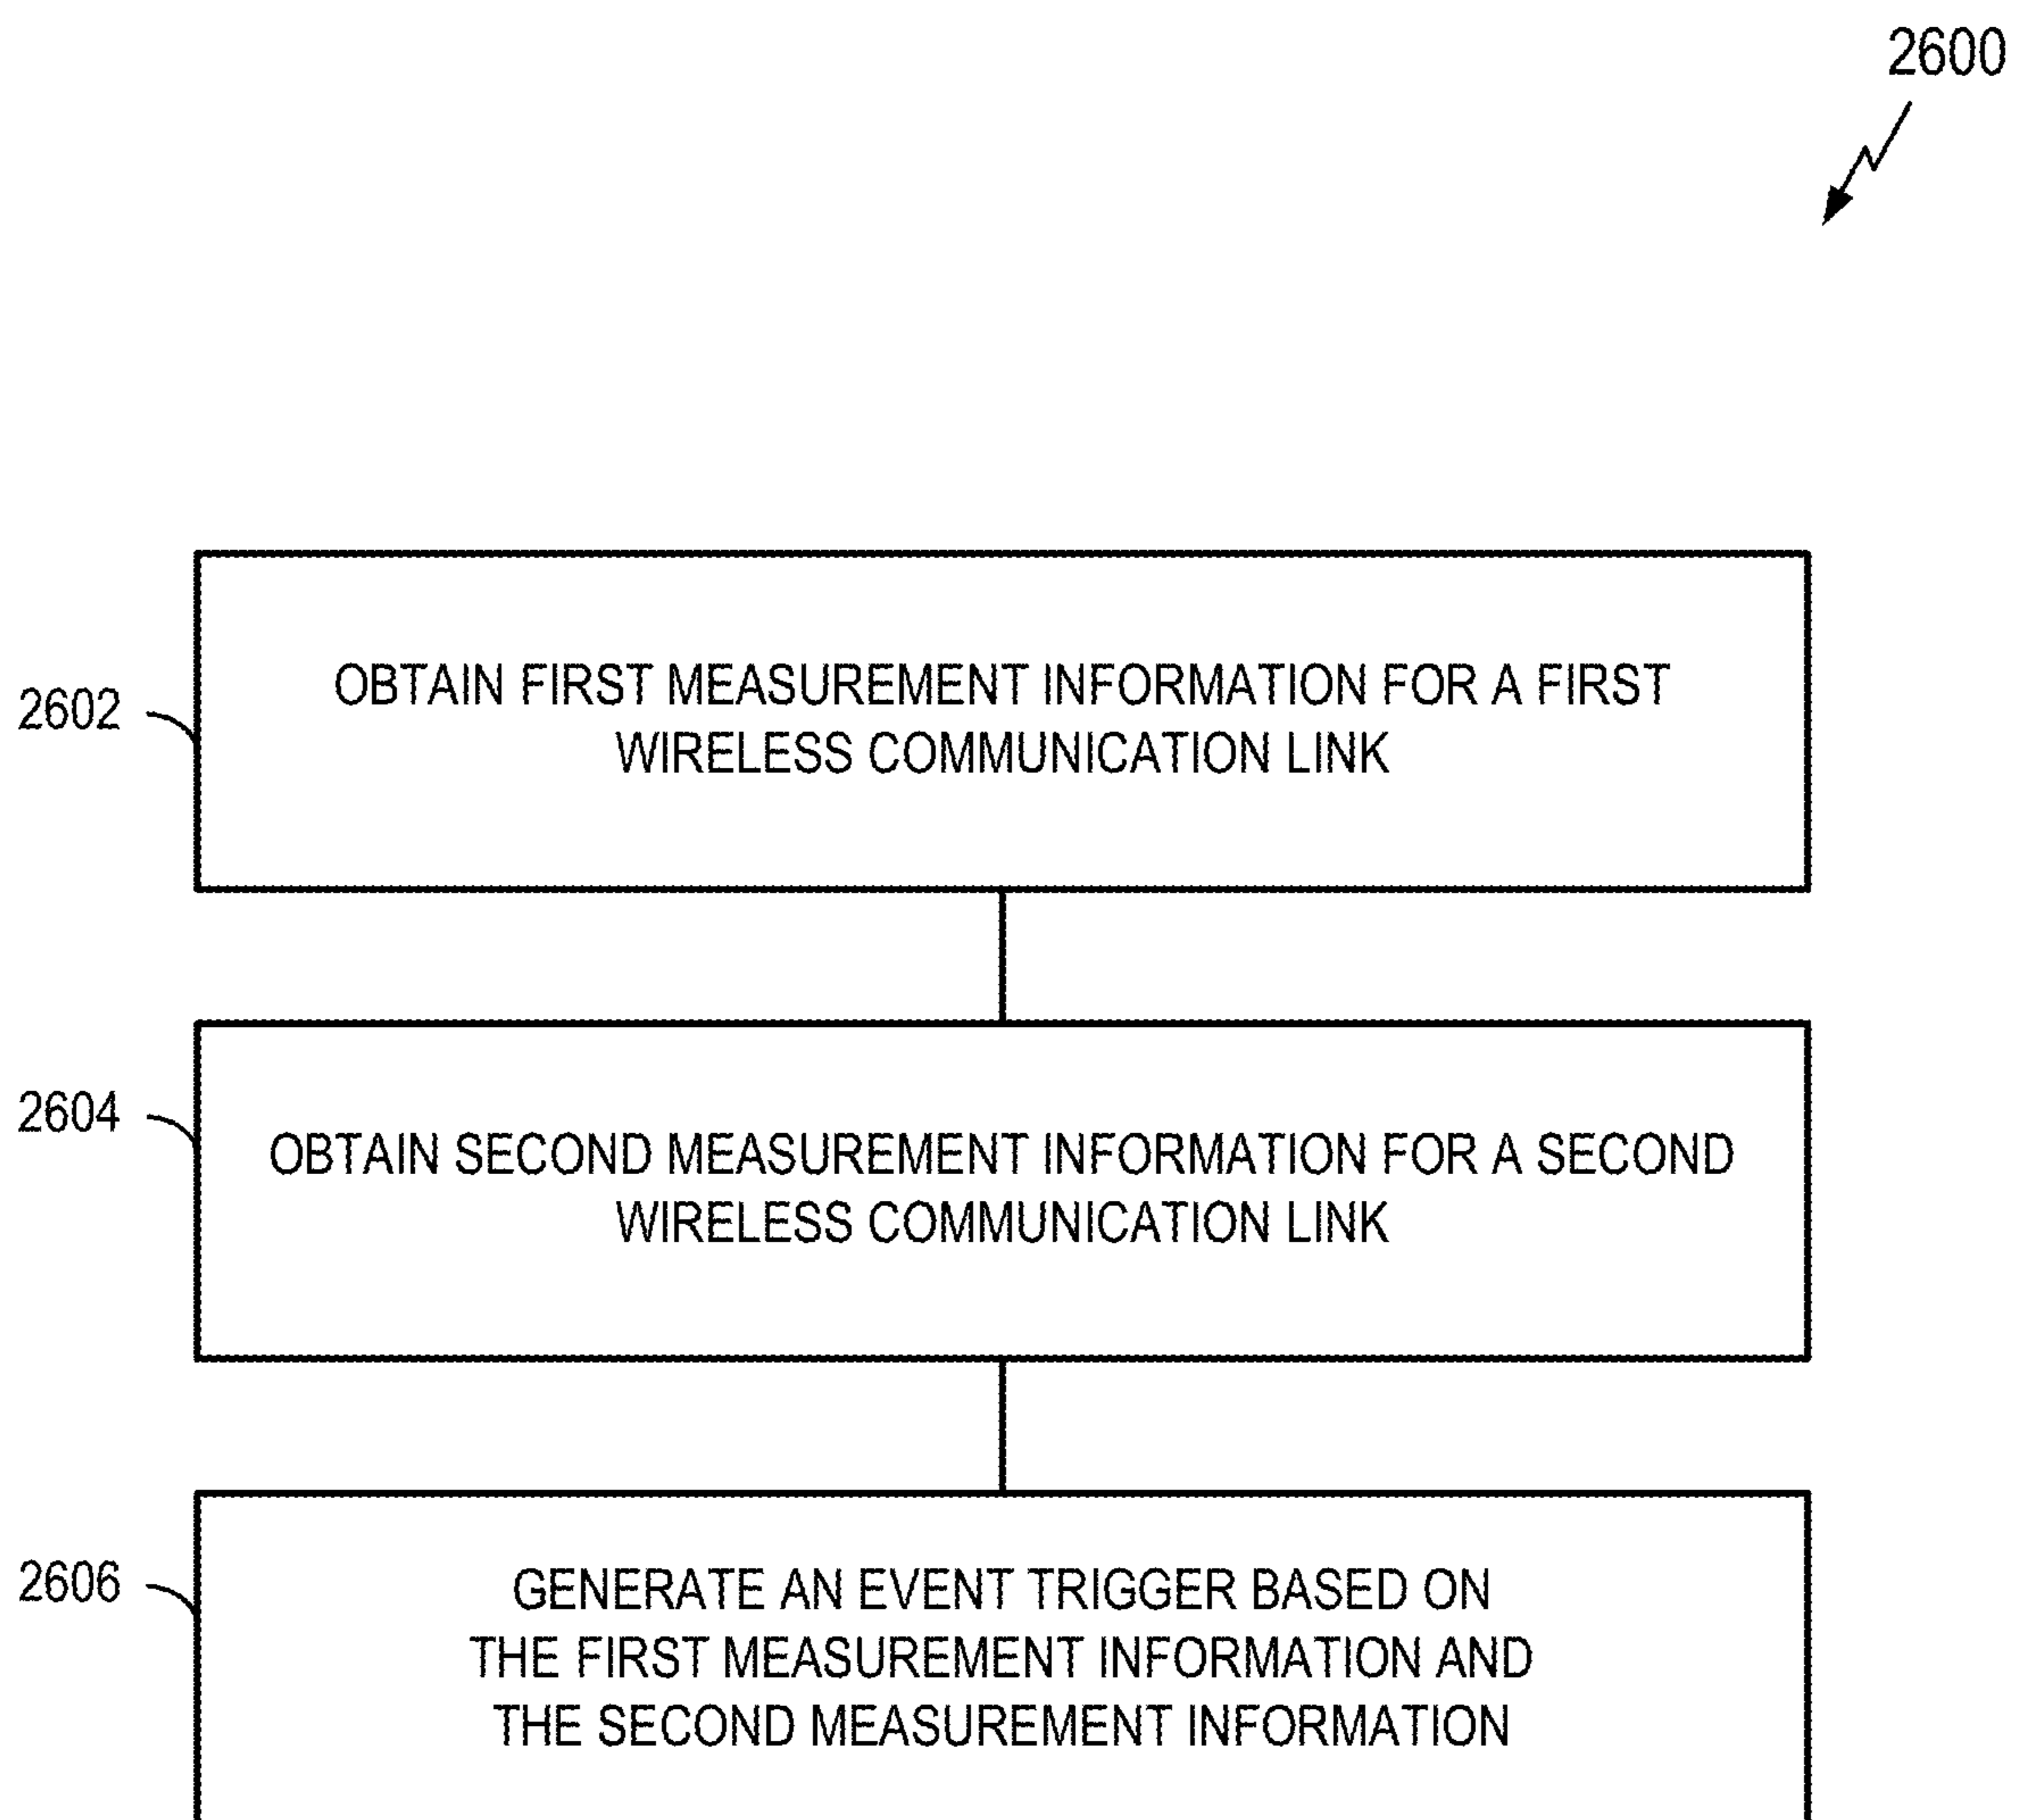 2600
2602
OBTAIN FIRST MEASUREMENT INFORMATION FOR A FIRST
WIRELESS COMMUNICATION LINK
2604
OBTAIN SECOND MEASUREMENT INFORMATION FOR A SECOND
WIRELESS COMMUNICATION LINK
2606
GENERATE AN EVENT TRIGGER BASED ON
THE FIRST MEASUREMENT INFORMATION AND
THE SECOND MEASUREMENT INFORMATION